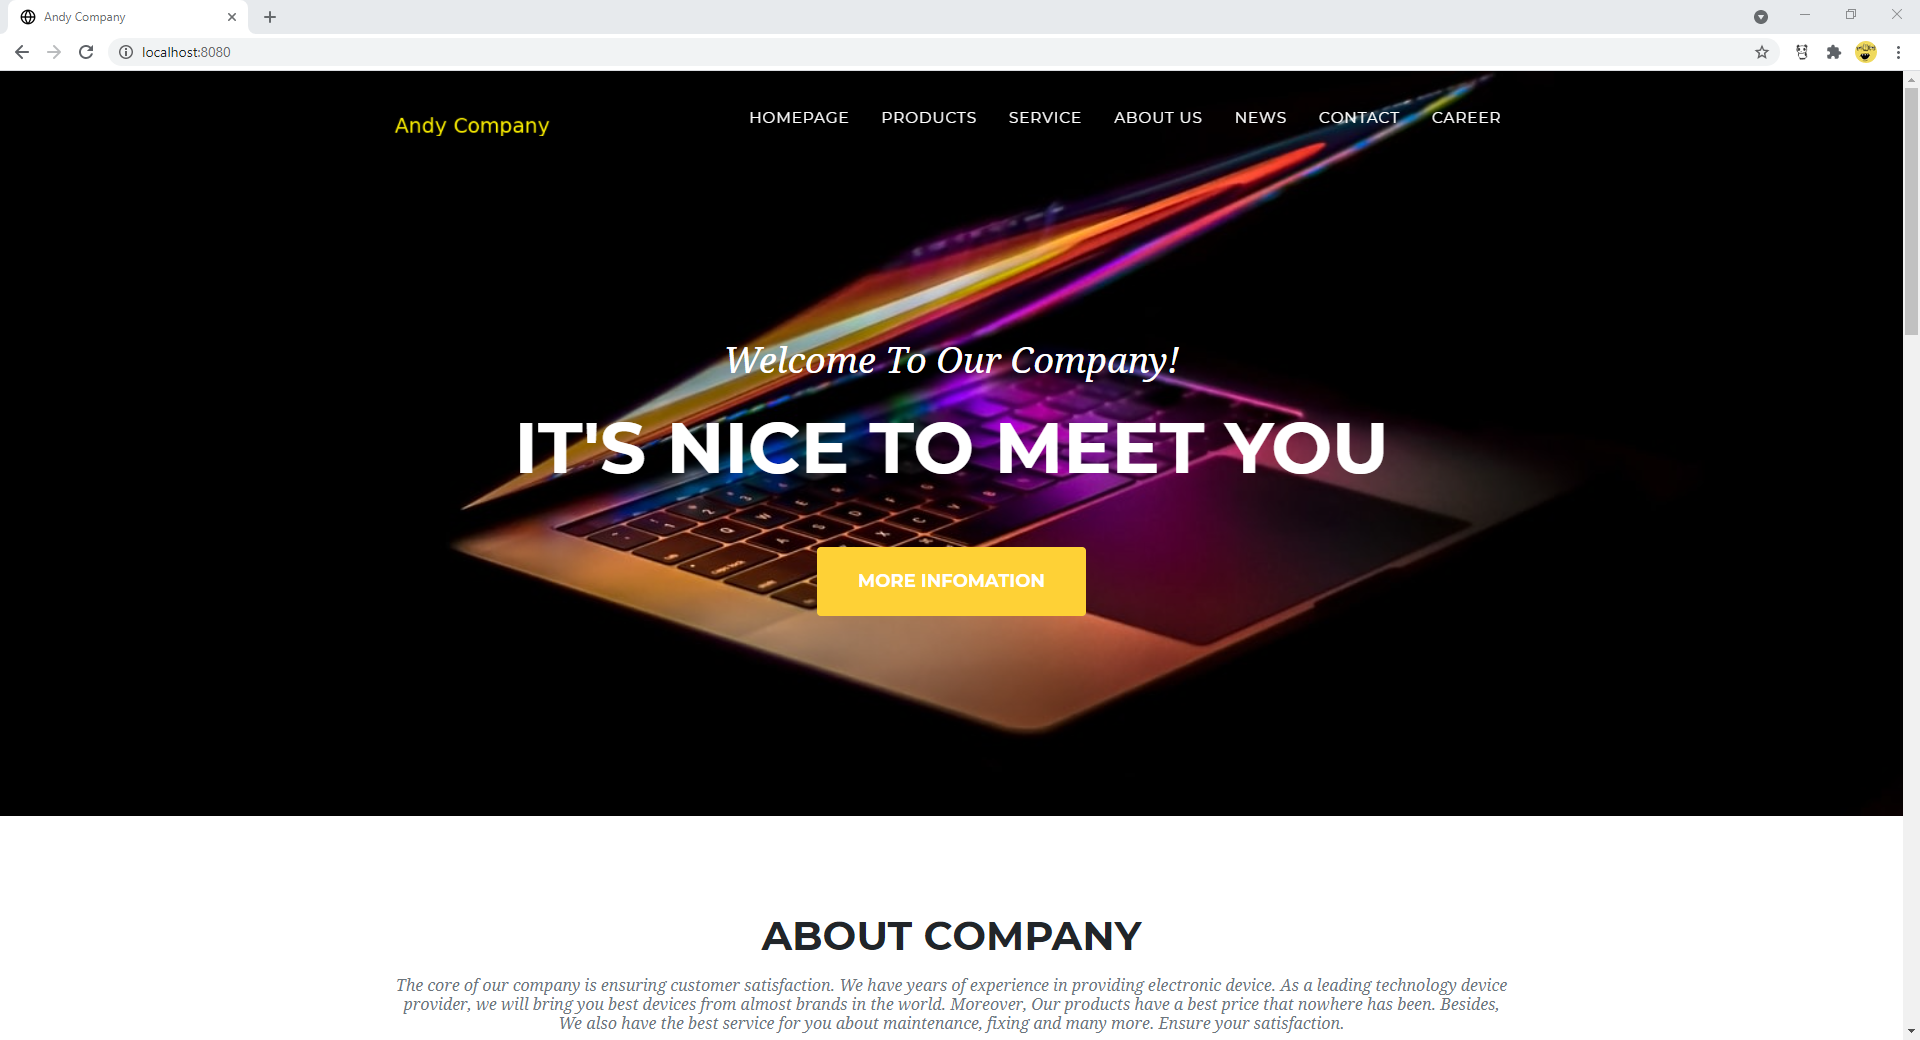 Andy Company
localhost:8080
Andy Company
HOMEPAGE PRODUCTS SERVICE ABOUT US NEWS CONTACT CAREER
Welcome To Our Company!
IT'S NICE TO MEET YOU
MORE INFOMATION
ABOUT COMPANY
The core of our company is ensuring customer satisfaction. We have years of experience in providing electronic device. As a leading technology device
provider, we will bring you best devices from almost brands in the world. Moreover, Our products have a best price that nowhere has been. Besides,
We also have the best service for you about maintenance, fixing and many more. Ensure your satisfaction.